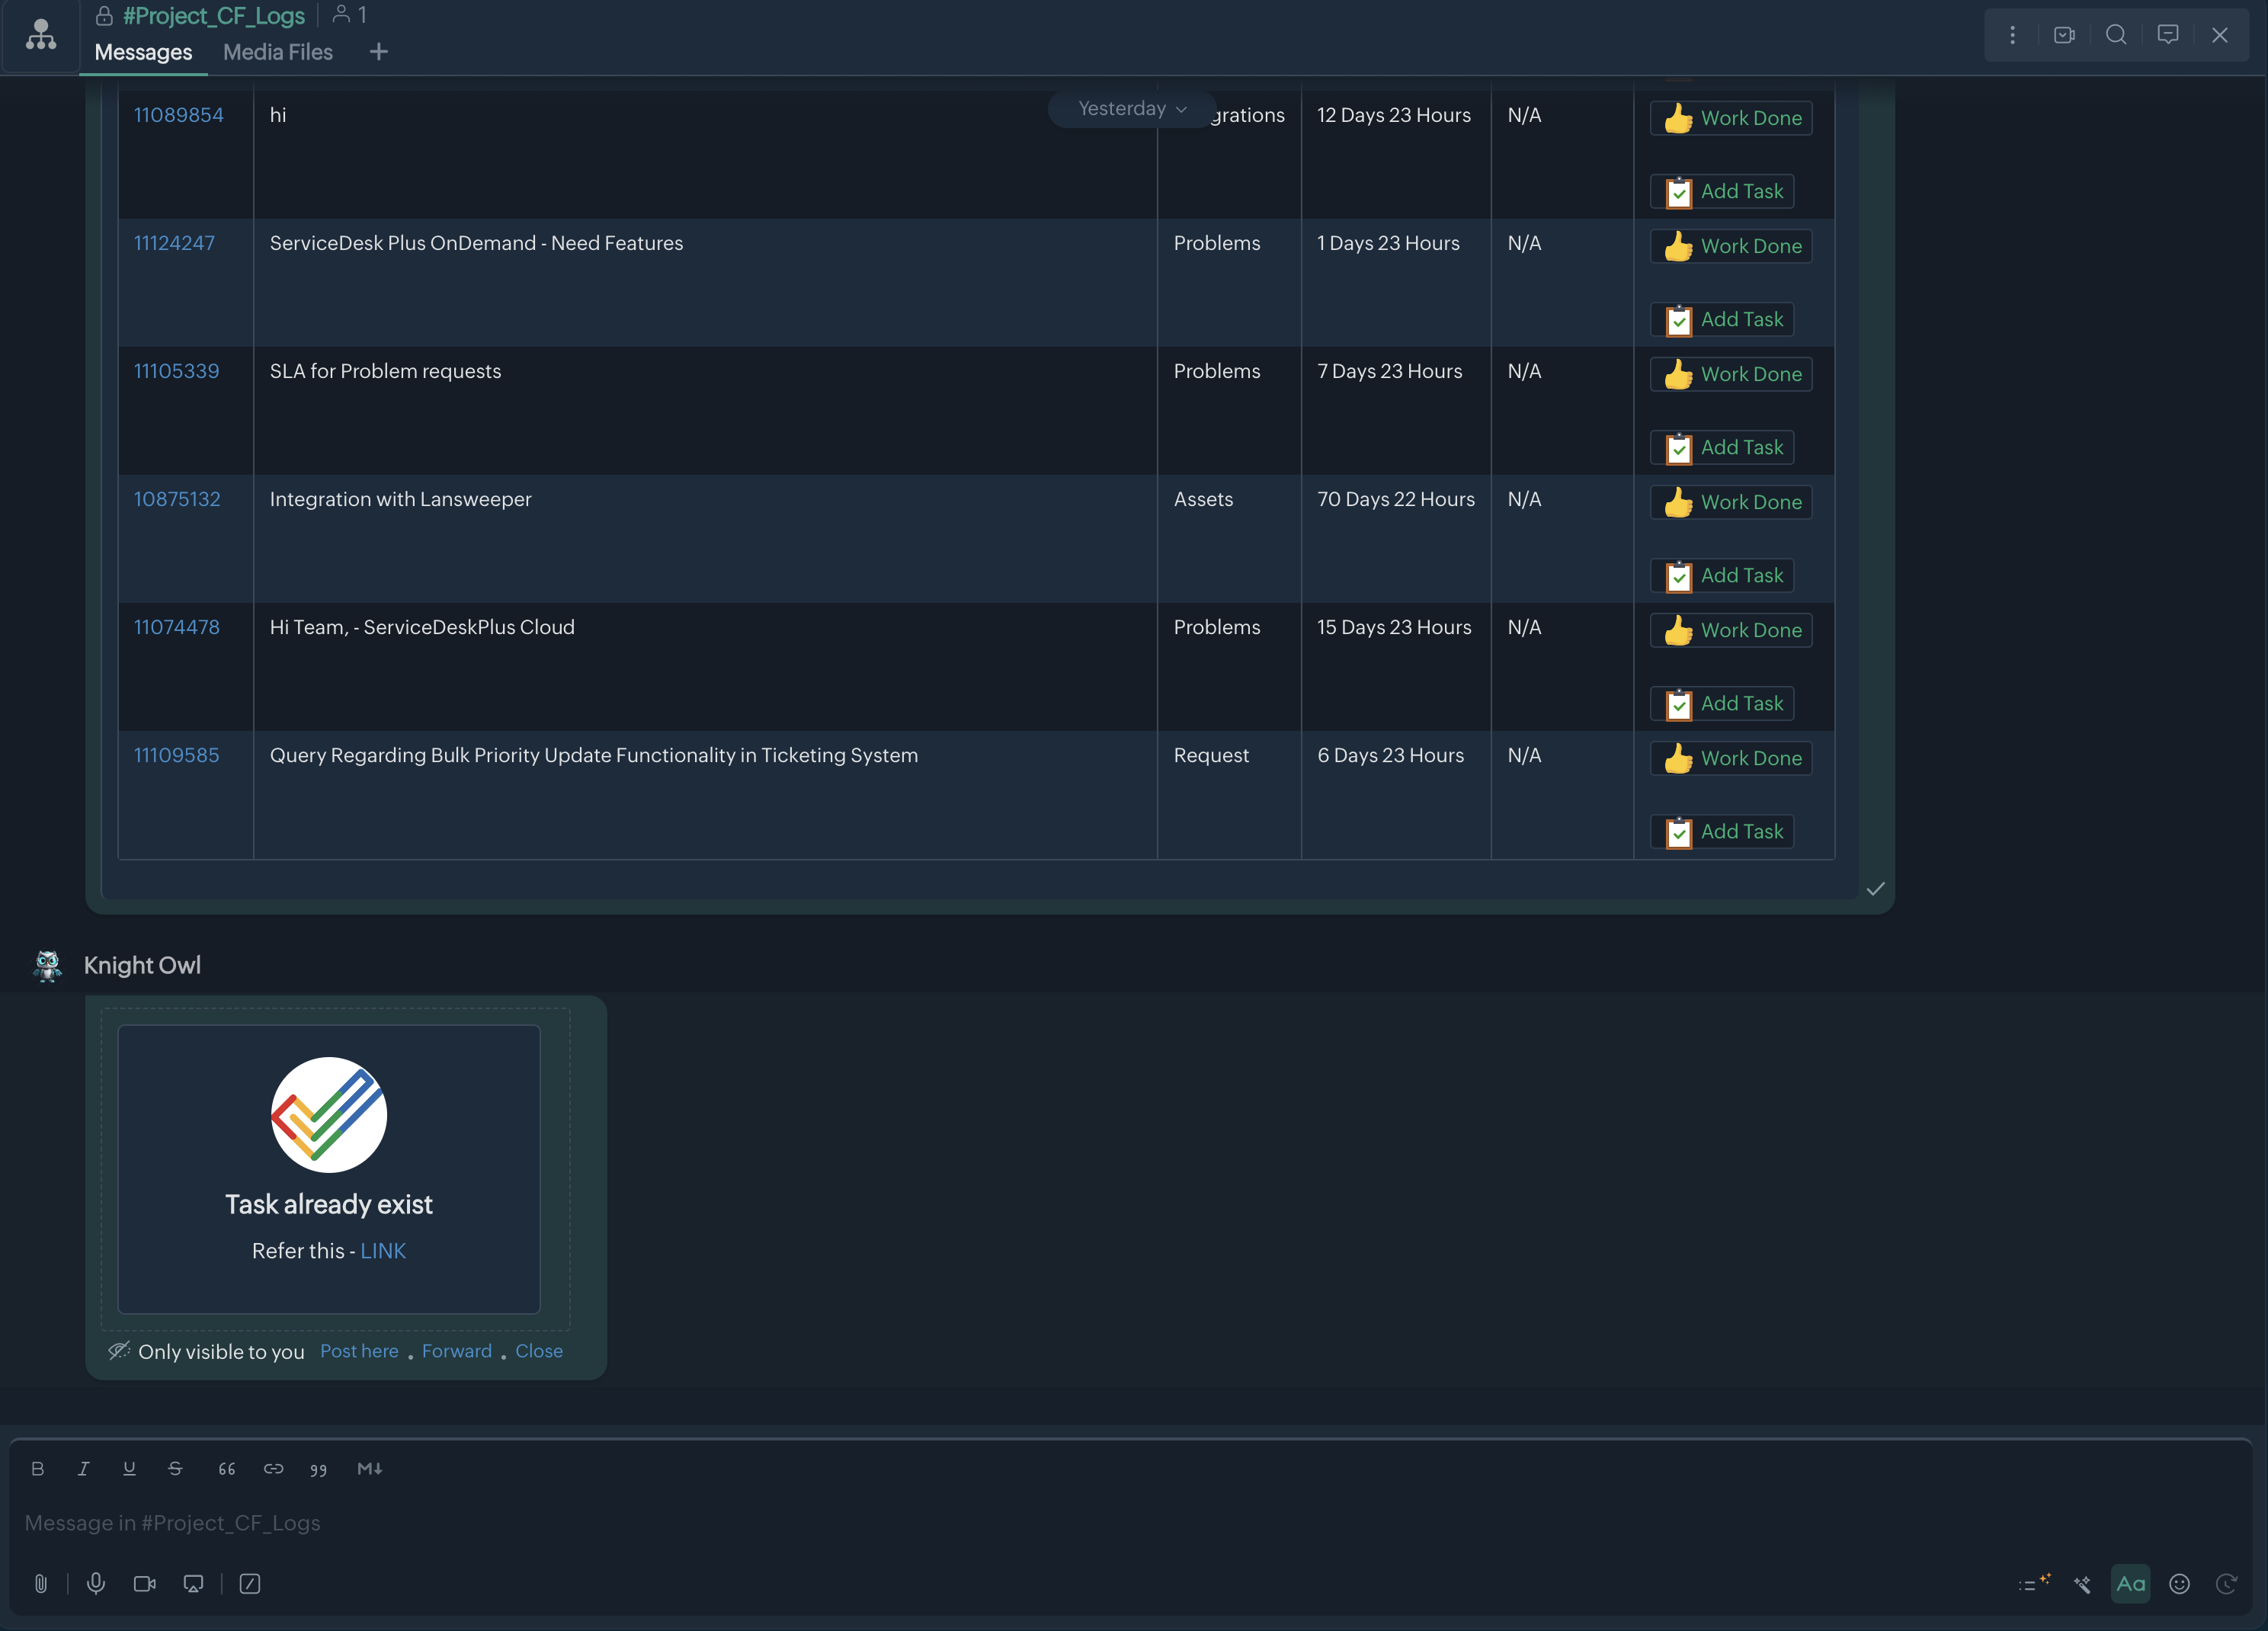 #Project_CF_Logs 1
Messages Media Files
Yesterday
11089854 hi grations 12 Days 23 Hours N/A Work Done
Add Task
11124247 ServiceDesk Plus OnDemand - Need Features Problems 1 Days 23 Hours N/A Work Done
Add Task
11105339 SLA for Problem requests Problems 7 Days 23 Hours N/A Work Done
Add Task
10875132 Integration with Lansweeper Assets 70 Days 22 Hours N/A Work Done
Add Task
11074478 Hi Team, - ServiceDeskPlus Cloud Problems 15 Days 23 Hours N/A Work Done
Add Task
11109585 Query Regarding Bulk Priority Update Functionality in Ticketing System Request 6 Days 23 Hours N/A Work Done
Add Task
Knight Owl
Task already exist
Refer this - LINK
Only visible to you Post here . Forward . Close
B I U S 66 99 M↓
Message in #Project_CF_Logs
Aa